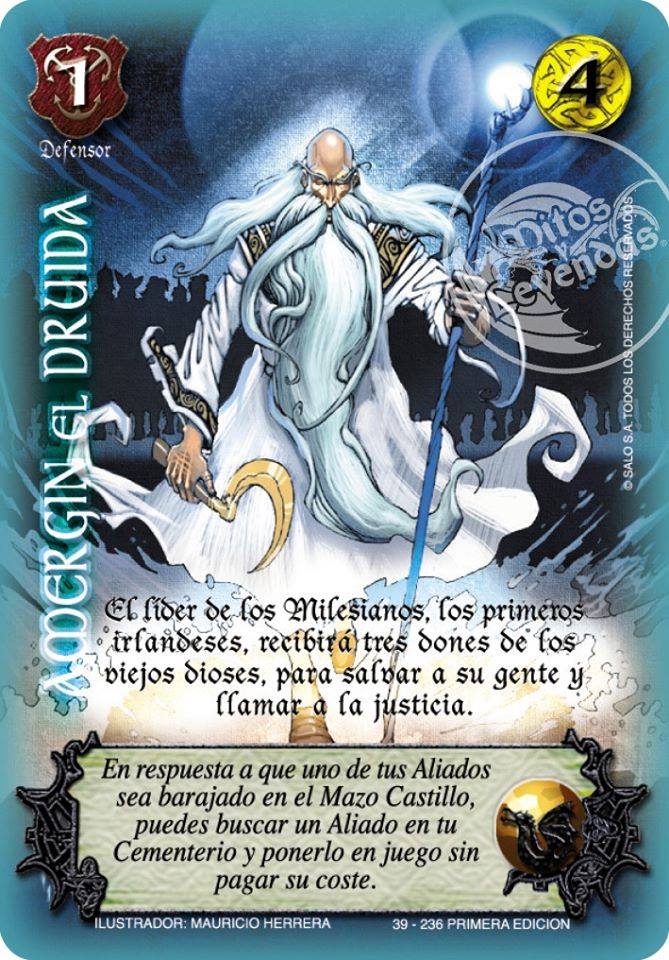 1
4
Defensor
AMERGIN EL DRUIDA
Mitos
y
Leyendas
®
© SALO S.A. TODOS LOS DERECHOS RESERVADOS
El líder de los Milesianos, los primeros
irlandeses, recibirá tres dones de los
viejos dioses, para salvar a su gente y
llamar a la justicia.
En respuesta a que uno de tus Aliados
sea barajado en el Mazo Castillo,
puedes buscar un Aliado en tu
Cementerio y ponerlo en juego sin
pagar su coste.
ILUSTRADOR: MAURICIO HERRERA
39 - 236 PRIMERA EDICION